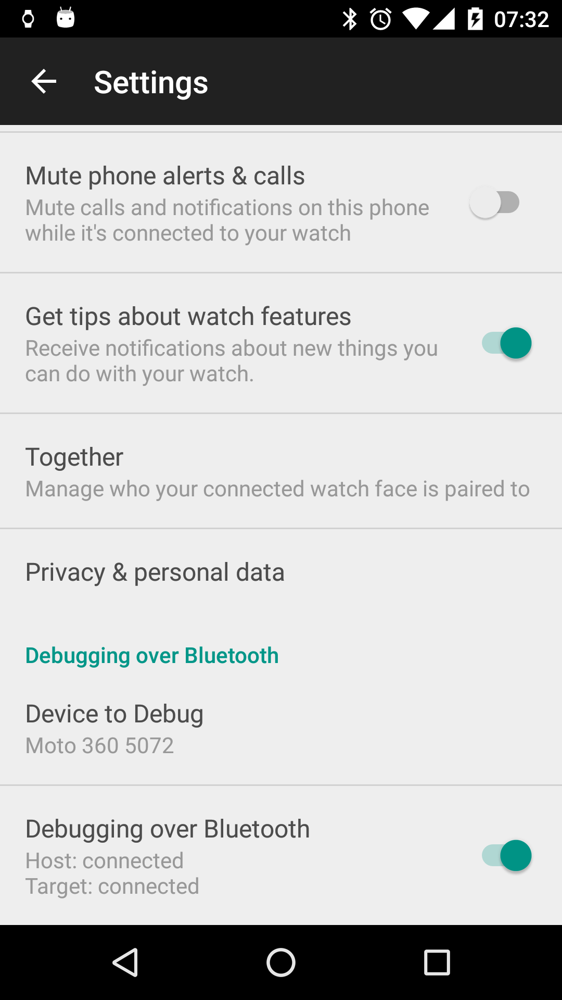 07:32
Settings
Mute phone alerts & calls
Mute calls and notifications on this phone
while it's connected to your watch
Get tips about watch features
Receive notifications about new things you
can do with your watch.
Together
Manage who your connected watch face is paired to
Privacy & personal data
Debugging over Bluetooth
Device to Debug
Moto 360 5072
Debugging over Bluetooth
Host: connected
Target: connected